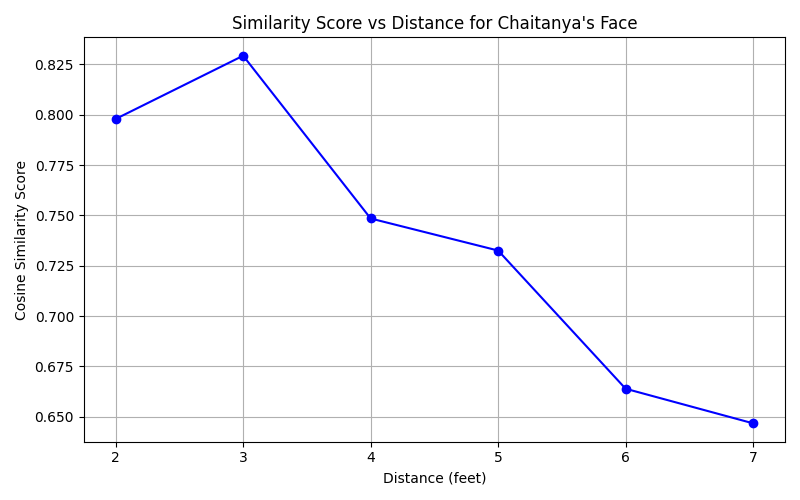 Similarity Score vs Distance for Chaitanya's Face
Cosine Similarity Score
0.825
0.800
0.775
0.750
0.725
0.700
0.675
0.650
2 3 4 5 6 7
Distance (feet)